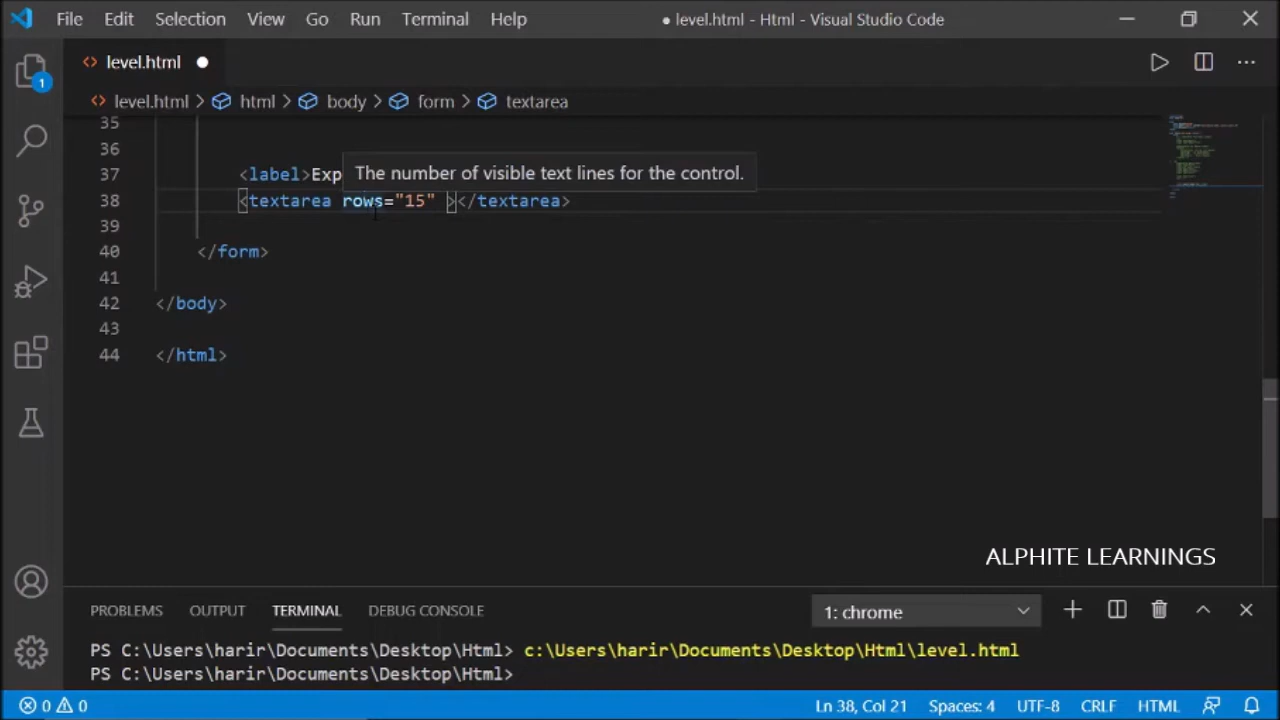 File Edit Selection View Go Run Terminal Help ● level.html - Html - Visual Studio Code
level.html
1
level.html > html > body > form > textarea
35
36
37 <label>Exp
The number of visible text lines for the control.
38 <textarea rows="15" ></textarea>
39
40 </form>
41
42 </body>
43
44 </html>
ALPHITE LEARNINGS
PROBLEMS OUTPUT TERMINAL DEBUG CONSOLE 1: chrome
PS C:\Users\harir\Documents\Desktop\Html> c:\Users\harir\Documents\Desktop\Html\level.html
PS C:\Users\harir\Documents\Desktop\Html>
0 0 Ln 38, Col 21 Spaces: 4 UTF-8 CRLF HTML